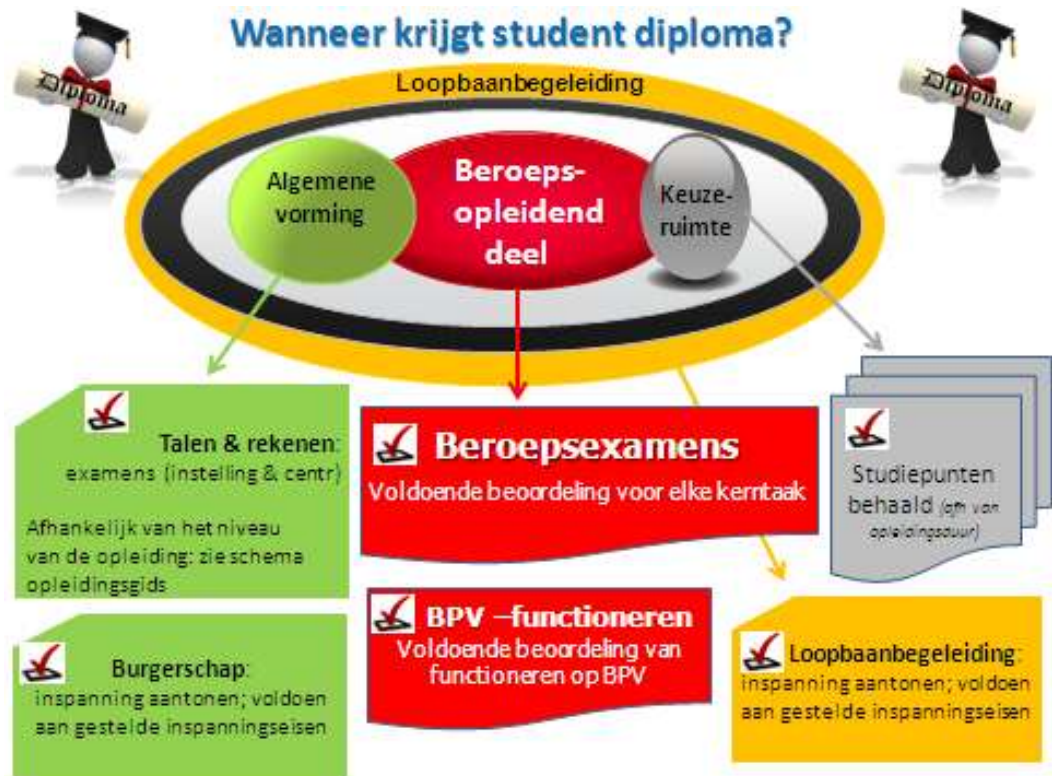 Wanneer krijgt student diploma?
Diploma
Diploma
Loopbaanbegeleiding
Algemene
vorming
Beroeps-
opleidend
deel
Keuze-
ruimte
Talen & rekenen:
examens (instelling & centr)
Afhankelijk van het niveau
van de opleiding: zie schema
opleidingsgids
Beroepsexamens
Voldoende beoordeling voor elke kerntaak
Studiepunten
behaald (afh van
opleidingsduur)
Burgerschap:
inspanning aantonen; voldoen
aan gestelde inspanningseisen
BPV –functioneren
Voldoende beoordeling van
functioneren op BPV
Loopbaanbegeleiding:
inspanning aantonen; voldoen
aan gestelde inspanningseisen